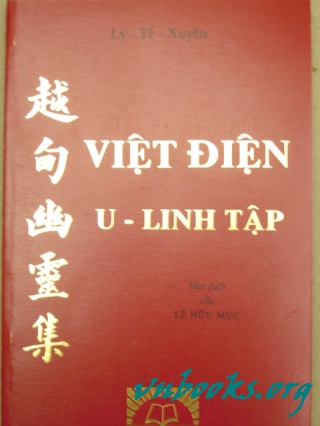 Lý - Tế - Xuyên
越甸幽靈集
VIỆT ĐIỆN
U - LINH TẬP
Bản dịch
của
LÊ HỮU MỤC
vnbooks.org